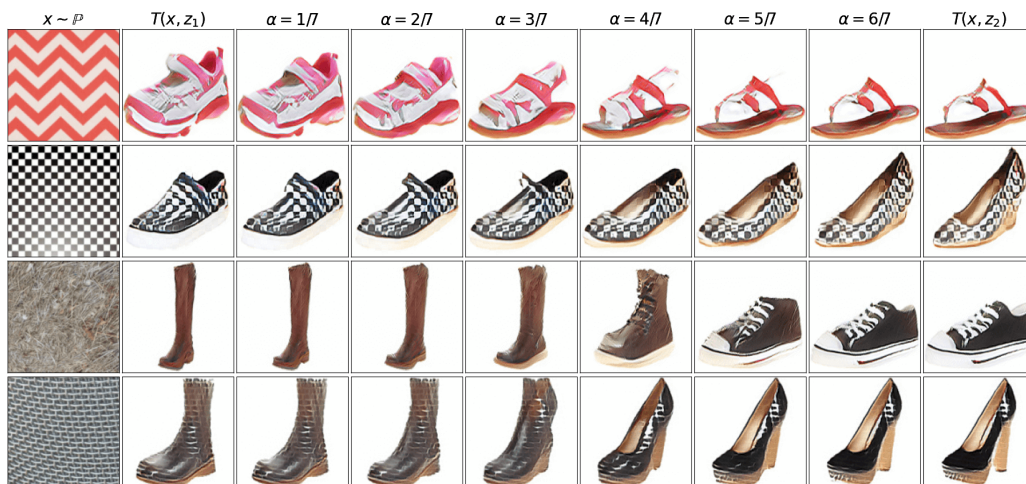 x ∼ ℙ T(x, z₁) α = 1/7 α = 2/7 α = 3/7 α = 4/7 α = 5/7 α = 6/7 T(x, z₂)